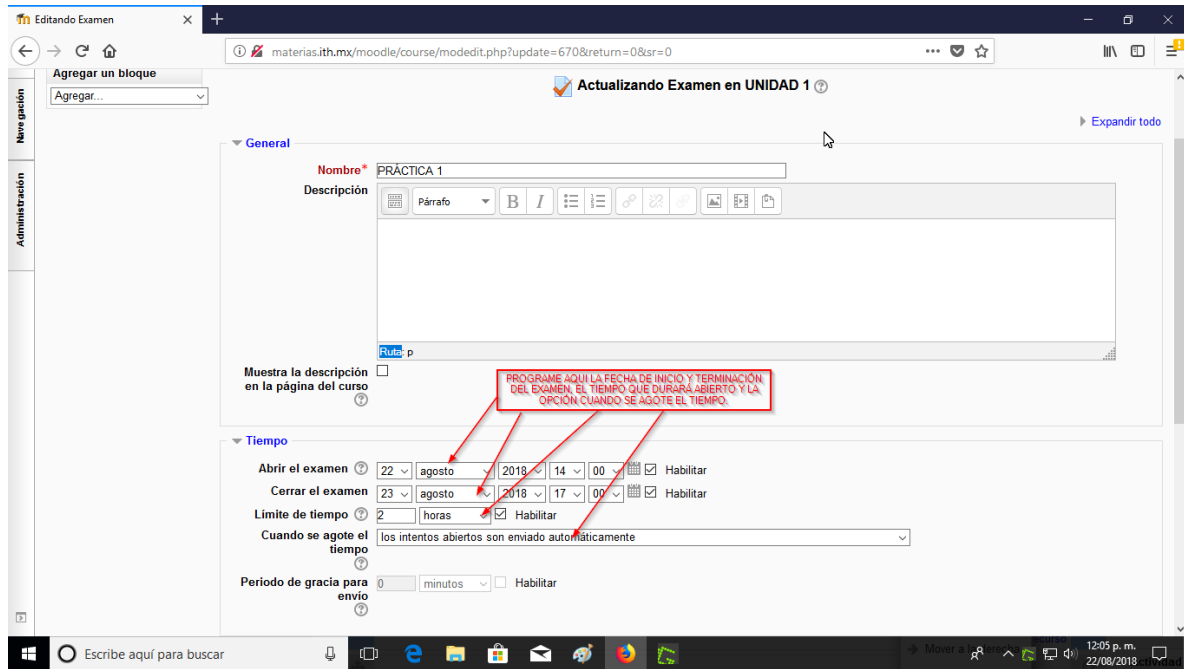 Editando Examen
materias.ith.mx/moodle/course/modedit.php?update=670&return=0&sr=0
Agregar un bloque
Agregar...
Navegación
Administración
Actualizando Examen en UNIDAD 1
Expandir todo
General
Nombre* PRÁCTICA 1
Descripción
Párrafo B I
Ruta: p
Muestra la descripción
en la página del curso
PROGRAME AQUI LA FECHA DE INICIO Y TERMINACIÓN
DEL EXAMEN, EL TIEMPO QUE DURARÁ ABIERTO Y LA
OPCIÓN CUANDO SE AGOTE EL TIEMPO.
Tiempo
Abrir el examen 22 agosto 2018 14 00 Habilitar
Cerrar el examen 23 agosto 2018 17 00 Habilitar
Límite de tiempo 2 horas Habilitar
Cuando se agote el
tiempo
los intentos abiertos son enviado automáticamente
Periodo de gracia para
envío
0 minutos Habilitar
Escribe aquí para buscar
12:05 p. m.
22/08/2018